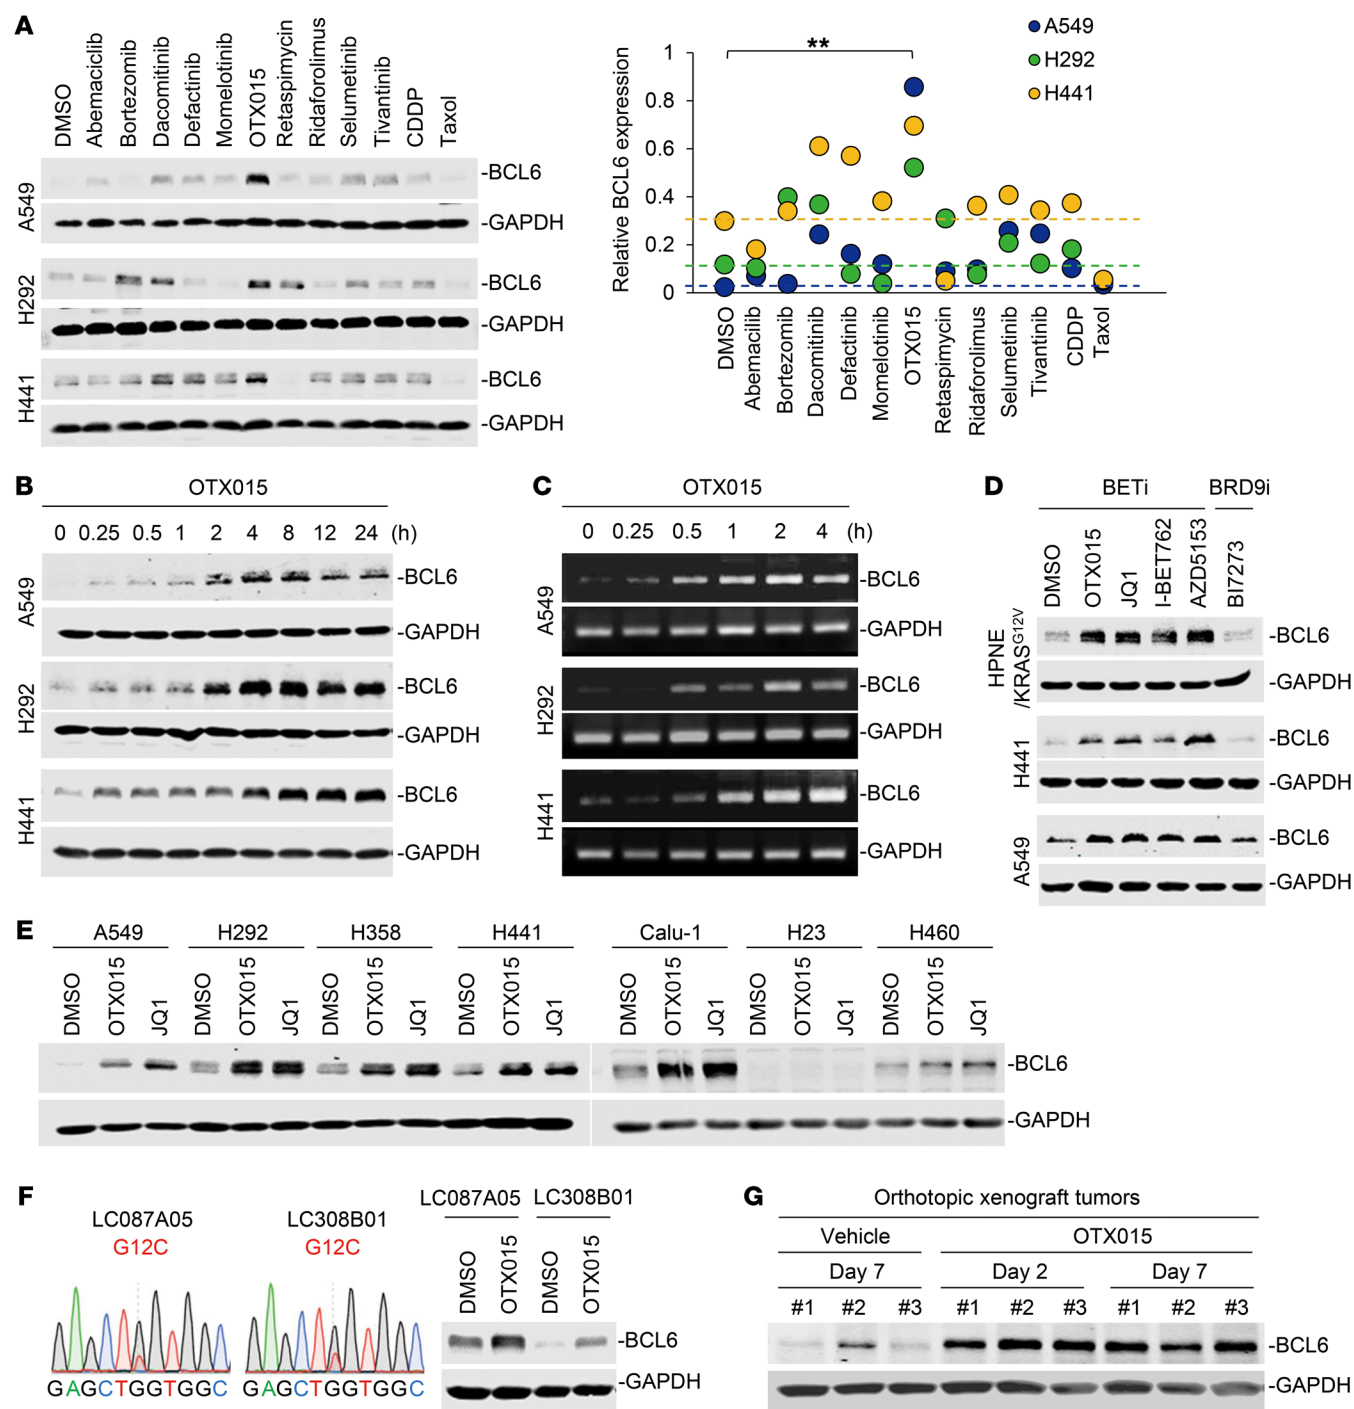 A
DMSO
Abemaciclib
Bortezomib
Dacomitinib
Defactinib
Momelotinib
OTX015
Retaspimycin
Ridaforolimus
Selumetinib
Tivantinib
CDDP
Taxol
A549
-BCL6
-GAPDH
H292
-BCL6
-GAPDH
H441
-BCL6
-GAPDH
A549
H292
H441
**
Relative BCL6 expression
1
0.8
0.6
0.4
0.2
0
DMSO
Abemacilib
Bortezomib
Dacomitinib
Defactinib
Momelotinib
OTX015
Retaspimycin
Ridaforolimus
Selumetinib
Tivantinib
CDDP
Taxol
B
OTX015
0 0.25 0.5 1 2 4 8 12 24 (h)
A549
-BCL6
-GAPDH
H292
-BCL6
-GAPDH
H441
-BCL6
-GAPDH
C
OTX015
0 0.25 0.5 1 2 4 (h)
A549
-BCL6
-GAPDH
H292
-BCL6
-GAPDH
H441
-BCL6
-GAPDH
D
BETi BRD9i
DMSO
OTX015
JQ1
I-BET762
AZD5153
BI7273
HPNE
/KRASG12V
-BCL6
-GAPDH
H441
-BCL6
-GAPDH
A549
-BCL6
-GAPDH
E
A549 H292 H358 H441 Calu-1 H23 H460
DMSO
OTX015
JQ1
DMSO
OTX015
JQ1
DMSO
OTX015
JQ1
DMSO
OTX015
JQ1
DMSO
OTX015
JQ1
DMSO
OTX015
JQ1
DMSO
OTX015
JQ1
-BCL6
-GAPDH
F
LC087A05
G12C
GAGCTGGTGGC
LC308B01
G12C
GAGCTGGTGGC
LC087A05 LC308B01
DMSO
OTX015
DMSO
OTX015
-BCL6
-GAPDH
G
Orthotopic xenograft tumors
Vehicle OTX015
Day 7 Day 2 Day 7
#1 #2 #3 #1 #2 #3 #1 #2 #3
-BCL6
-GAPDH